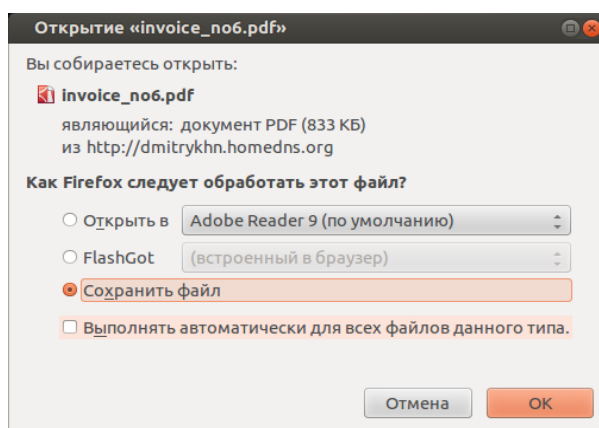 Открытие «invoice_no6.pdf»
Вы собираетесь открыть:
invoice_no6.pdf
являющийся: документ PDF (833 КБ)
из http://dmitrykhn.homedns.org
Как Firefox следует обработать этот файл?
Открыть в Adobe Reader 9 (по умолчанию)
FlashGot (встроенный в браузер)
Сохранить файл
Выполнять автоматически для всех файлов данного типа.
Отмена OK